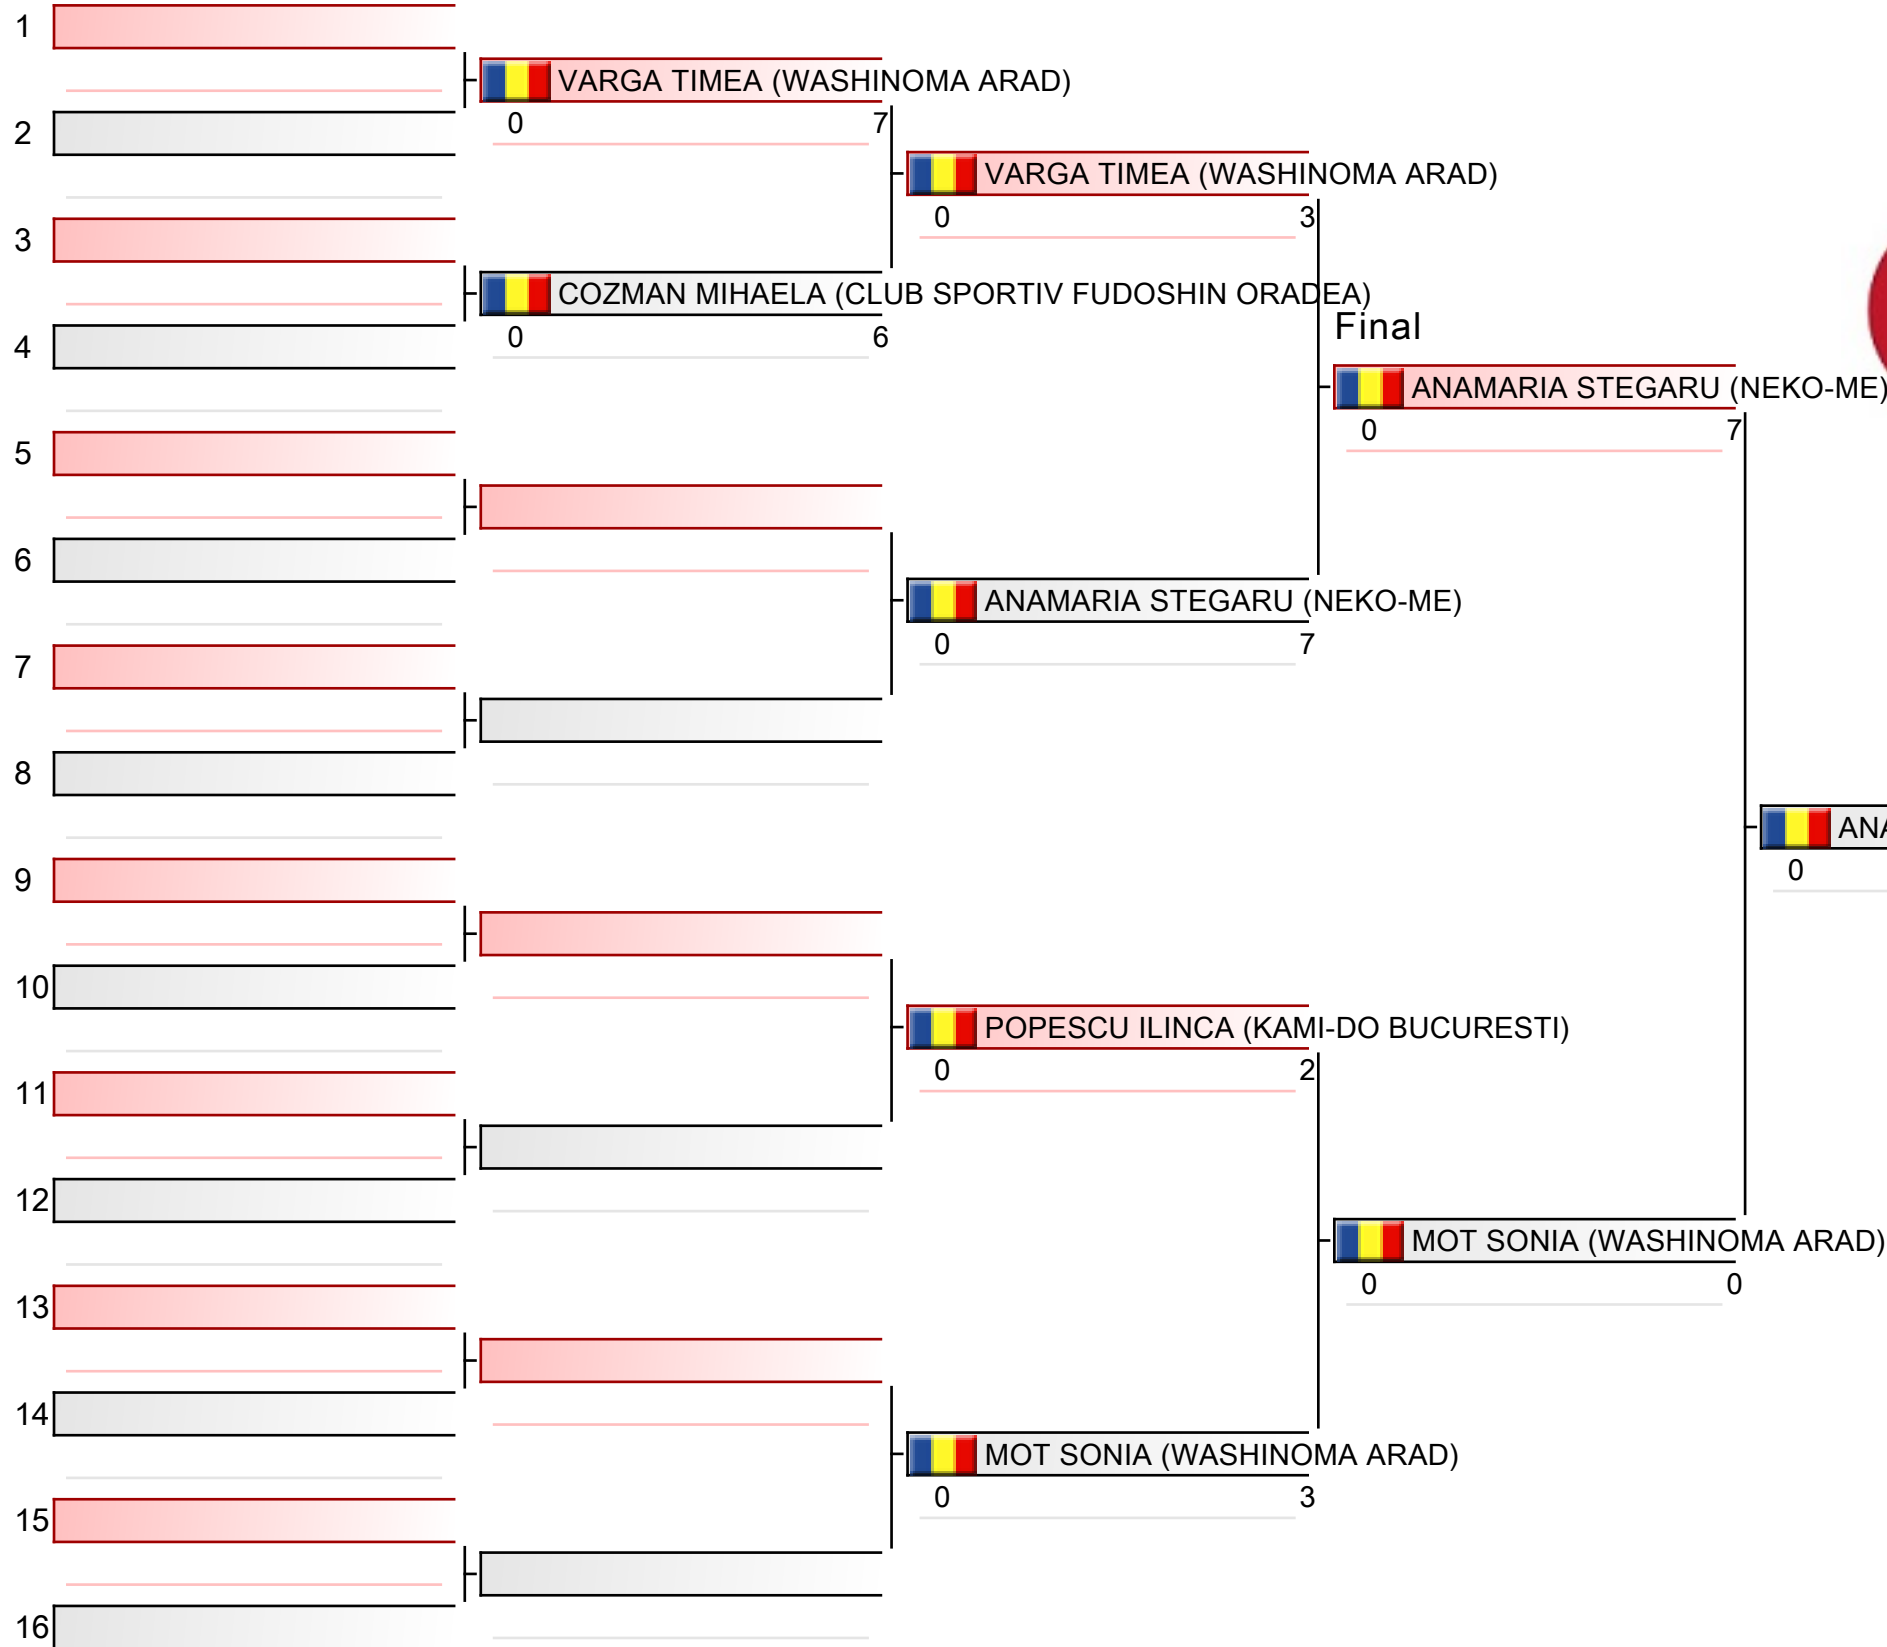 1
VARGA TIMEA (WASHINOMA ARAD)
0 7
2
VARGA TIMEA (WASHINOMA ARAD)
0 3
3
COZMAN MIHAELA (CLUB SPORTIV FUDOSHIN ORADEA)
0 6
4
Final
ANAMARIA STEGARU (NEKO-ME)
0 7
5
6
ANAMARIA STEGARU (NEKO-ME)
0 7
7
8
ANA
0
9
10
POPESCU ILINCA (KAMI-DO BUCURESTI)
0 2
11
12
MOT SONIA (WASHINOMA ARAD)
0 0
13
14
MOT SONIA (WASHINOMA ARAD)
0 3
15
16